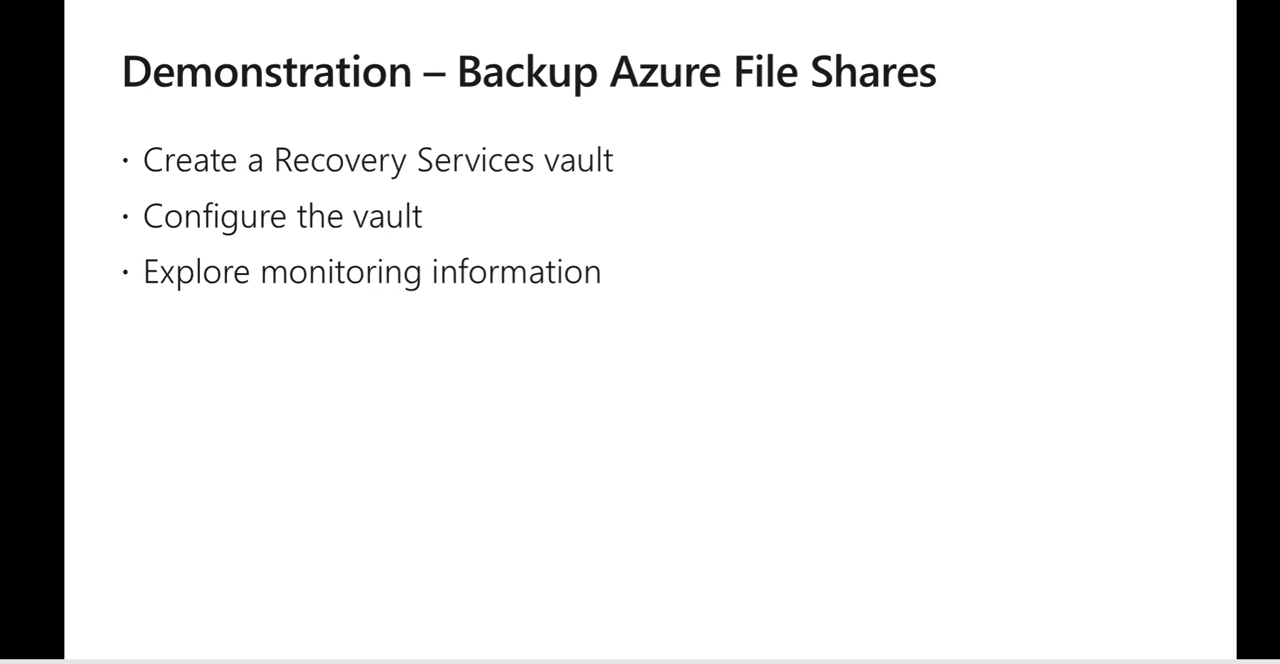 Demonstration – Backup Azure File Shares
• Create a Recovery Services vault
• Configure the vault
• Explore monitoring information